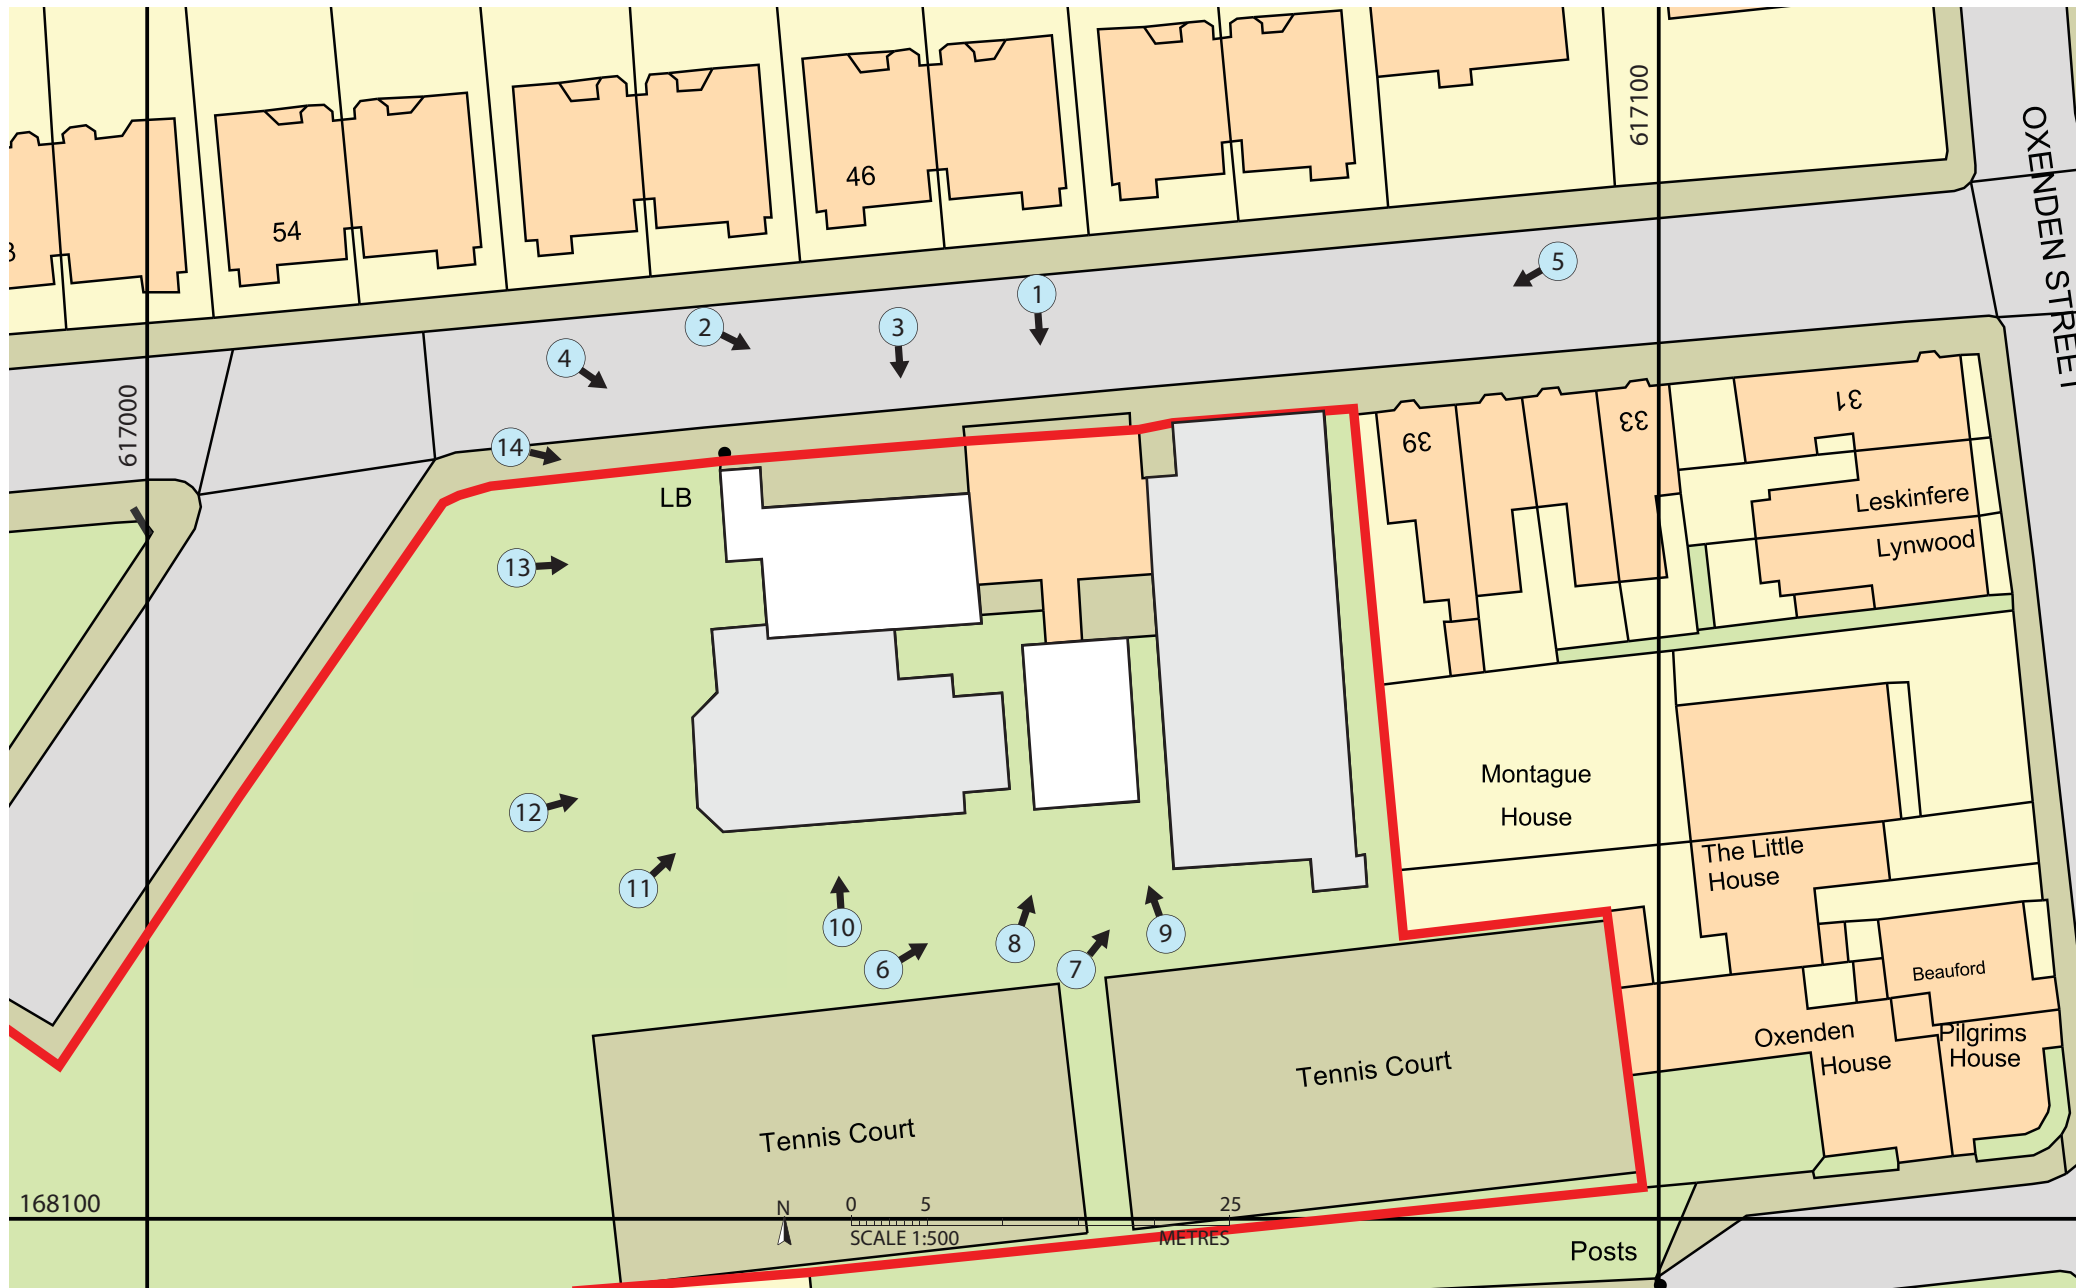 617100
OXENDEN STREET
46
54
5
1
2
3
4
617000
14
31
33
39
LB
Leskinfere
13
Lynwood
Montague
House
12
The Little
House
11
10
9
8
6
7
Beauford
Oxenden
House
Pilgrims
House
Tennis Court
Tennis Court
168100
N
0 5 25
SCALE 1:500 METRES
Posts